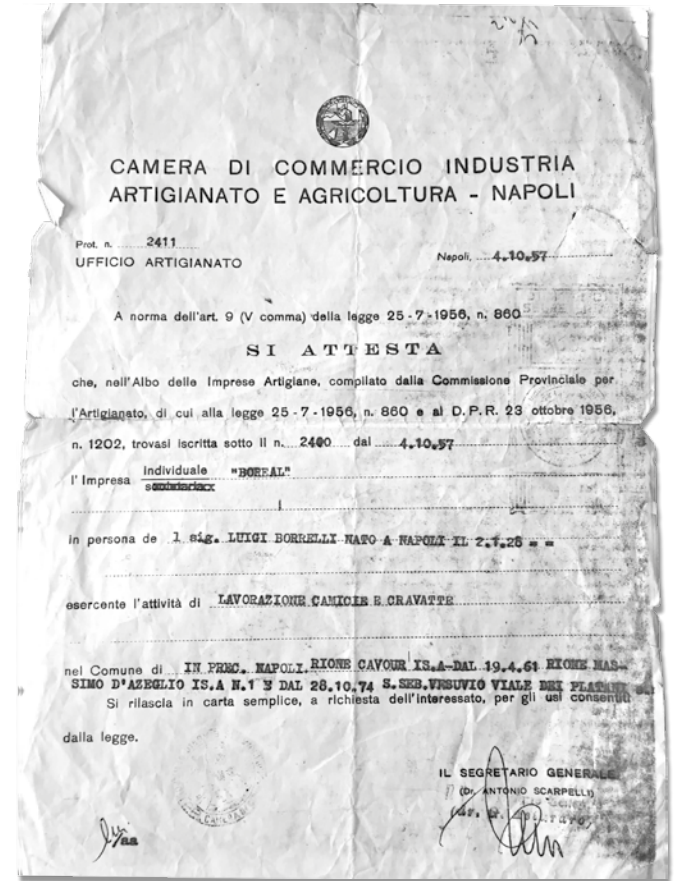 CAMERA DI COMMERCIO INDUSTRIA
ARTIGIANATO E AGRICOLTURA - NAPOLI
Prot. n. 2411
Napoli, 4.10.57
UFFICIO ARTIGIANATO
A norma dell'art. 9 (V comma) della legge 25-7-1956, n. 860
SI ATTESTA
che, nell'Albo delle Imprese Artigiane, compilato dalla Commissione Provinciale per
l'Artigianato, di cui alla legge 25-7-1956, n. 860 e al D.P.R. 23 ottobre 1956,
n. 1202, trovasi iscritta sotto il n. 2400 dal 4.10.57
individuale "BOREAL"
l'Impresa
in persona de l sig. LUIGI BORRELLI NATO A NAPOLI IL = =
esercente l'attività di LAVORAZIONE CAMICIE E CRAVATTE
nel Comune di IN PREC. NAPOLI.RIONE CAVOUR IS.A-DAL 19.4.61 RIONE MAS-
SIMO D'AZEGLIO IS.A N.1 DAL 28.10.74 S.SEB.VESUVIO VIALE DEI PLATANI
Si rilascia in carta semplice, a richiesta dell'interessato, per gli usi consentiti
dalla legge.
IL SEGRETARIO GENERALE
(Dr. ANTONIO SCARPELLI)